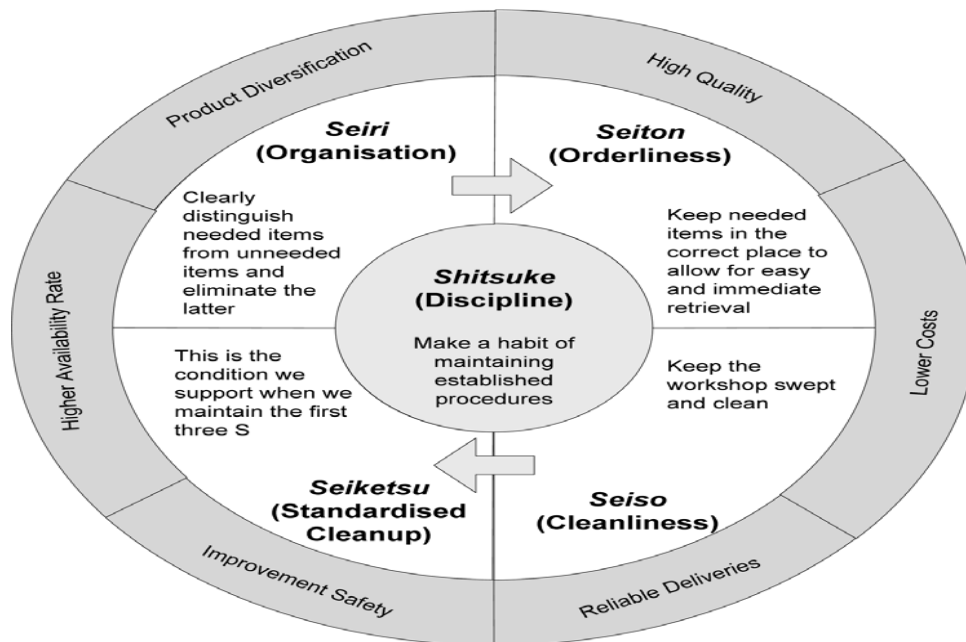 Product Diversification
High Quality
Seiri
(Organisation)
Seiton
(Orderliness)
Clearly
distinguish
needed items
from unneeded
items and
eliminate the
latter
Keep needed
items in the
correct place to
allow for easy
and immediate
retrieval
Shitsuke
(Discipline)
Make a habit of
maintaining
established
procedures
Higher Availability Rate
Lower Costs
This is the
condition we
support when we
maintain the first
three S
Keep the
workshop swept
and clean
Seiketsu
(Standardised
Cleanup)
Seiso
(Cleanliness)
Improvement Safety
Reliable Deliveries